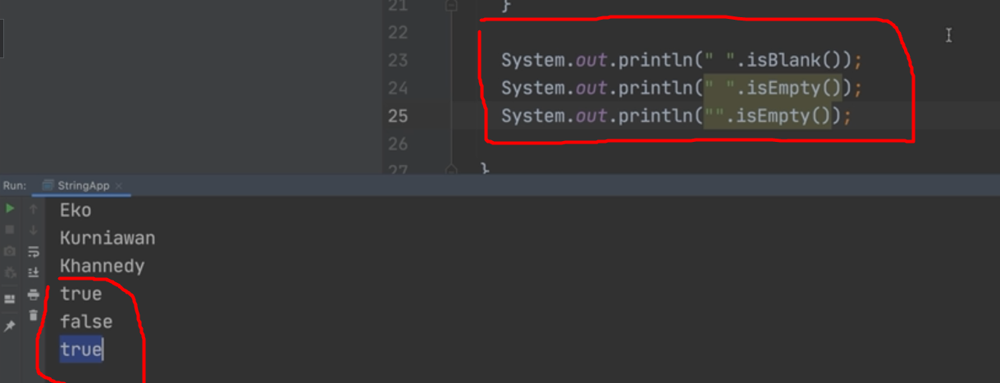 21 }
22
23 System.out.println(" ".isBlank());
24 System.out.println(" ".isEmpty());
25 System.out.println("".isEmpty());
26
27 }
Run: StringApp ×
Eko
Kurniawan
Khannedy
true
false
true